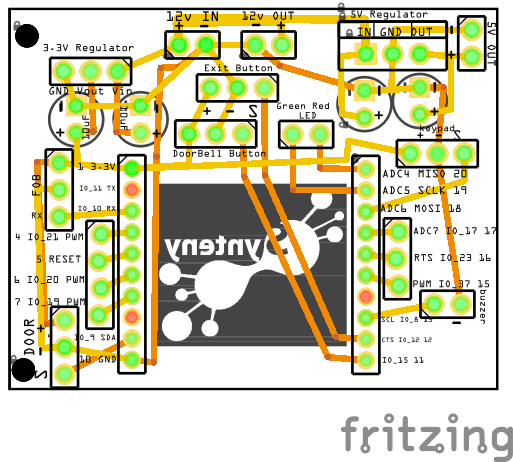 12v IN 12v OUT 5V Regulator
3.3V Regulator
IN GND OUT
5V OUT
Exit Button
GND Vout Vin
10uF
Green Red
LED
keypad
DoorBell Button
FOB
RX
1 3.3V
IO_11 TX
IO_10 RX
4 IO_21 PWM
5 RESET
6 IO_20 PWM
7 IO_19 PWM
IO_9 SDA
10 GND
DOOR
ynteny
ADC4 MISO 20
ADC5 SCLK 19
ADC6 MOSI 18
ADC7 IO_17 17
RTS IO_23 16
PWM IO_37 15
SCL IO_8 13
CTS IO_12 12
IO_15 11
buzzer
fritzing